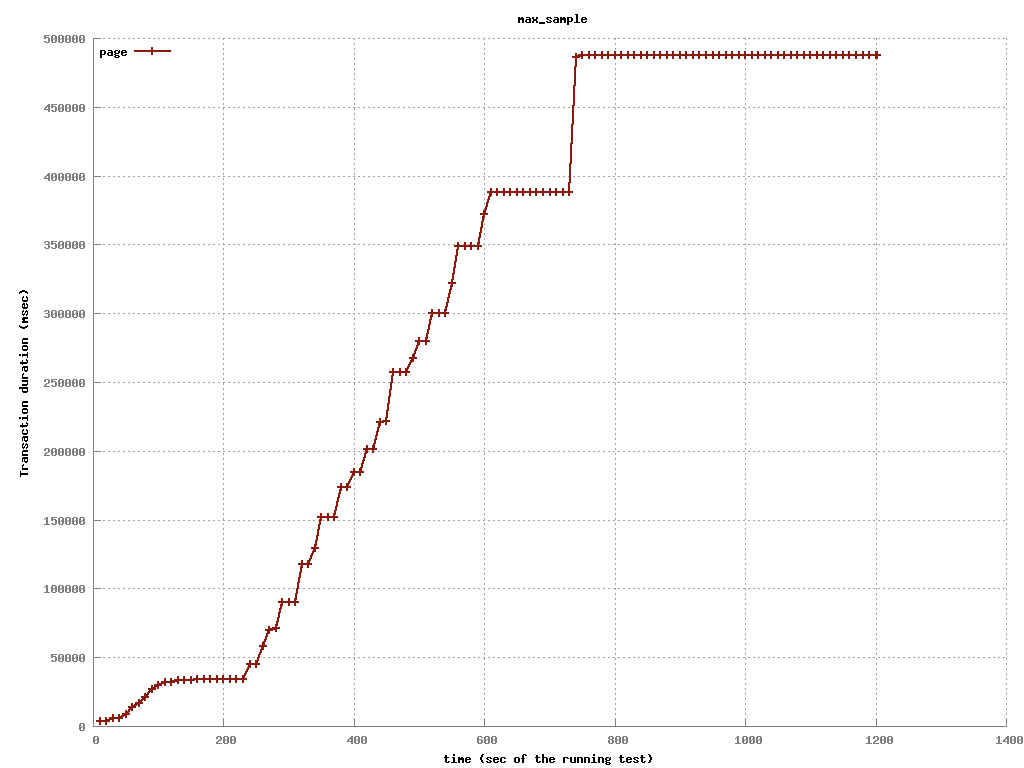 max_sample
page
500000
450000
400000
350000
300000
250000
200000
150000
100000
50000
0
Transaction duration (msec)
0 200 400 600 800 1000 1200 1400
time (sec of the running test)